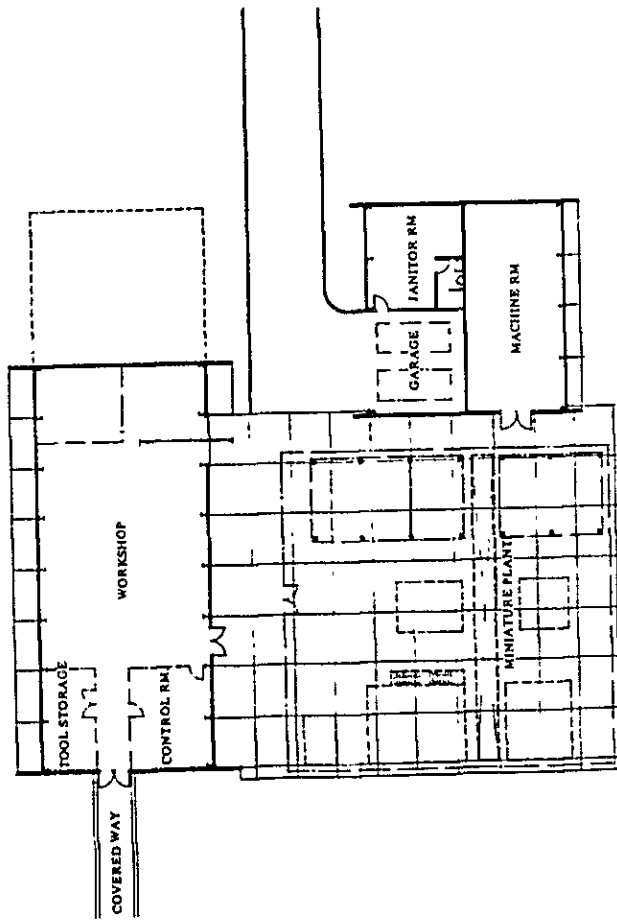 COVERED WAY
TOOL STORAGE
CONTROL RM
WORKSHOP
MINIATURE PLANT
GARAGE
JANITOR RM
MACHINE RM